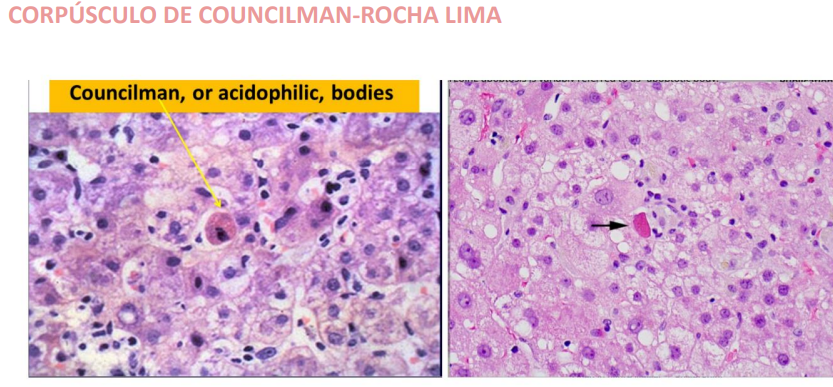 CORPÚSCULO DE COUNCILMAN-ROCHA LIMA
Councilman, or acidophilic, bodies